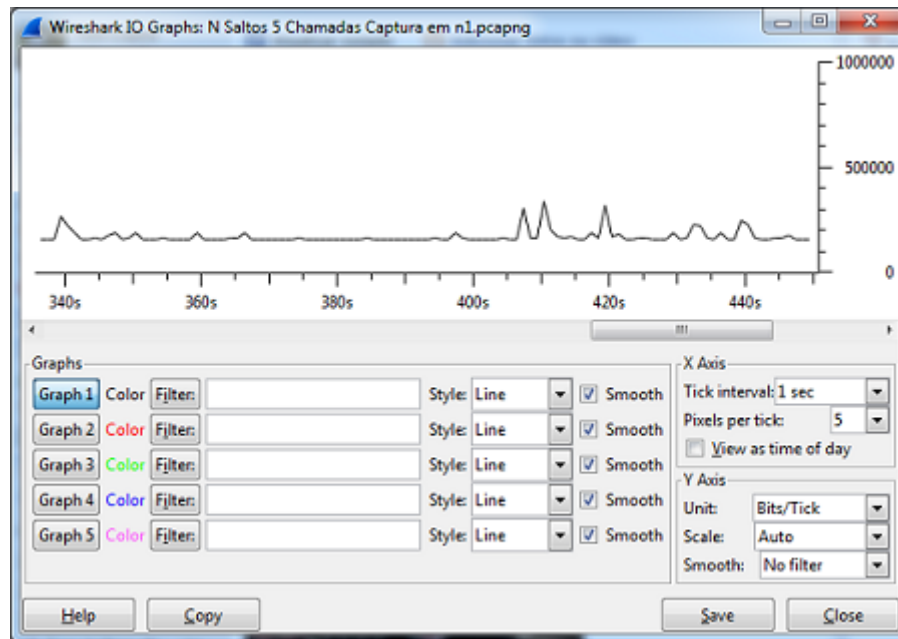 Wireshark IO Graphs: N Saltos 5 Chamadas Captura em n1.pcapng
1000000
500000
0
340s 360s 380s 400s 420s 440s
Graphs
Graph 1 Color Filter: Style: Line Smooth
Graph 2 Color Filter: Style: Line Smooth
Graph 3 Color Filter: Style: Line Smooth
Graph 4 Color Filter: Style: Line Smooth
Graph 5 Color Filter: Style: Line Smooth
X Axis
Tick interval: 1 sec
Pixels per tick: 5
View as time of day
Y Axis
Unit: Bits/Tick
Scale: Auto
Smooth: No filter
Help Copy Save Close